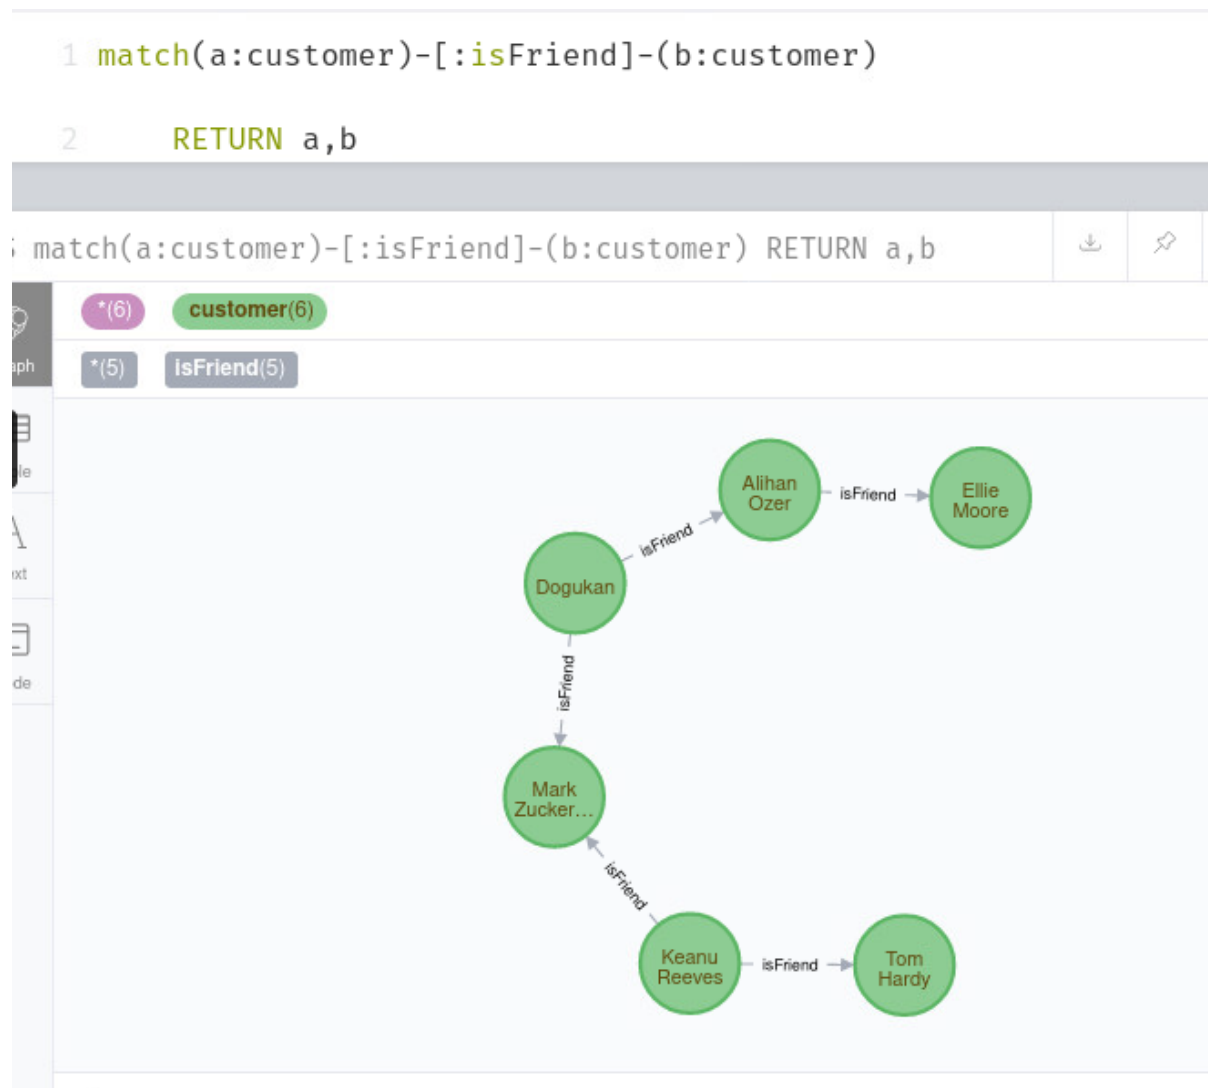 1 match(a:customer)-[:isFriend]-(b:customer)
2 RETURN a,b
match(a:customer)-[:isFriend]-(b:customer) RETURN a,b
*(6) customer(6)
*(5) isFriend(5)
Alihan
Ozer
isFriend
Ellie
Moore
isFriend
Dogukan
isFriend
Mark
Zucker...
isFriend
Keanu
Reeves
isFriend
Tom
Hardy